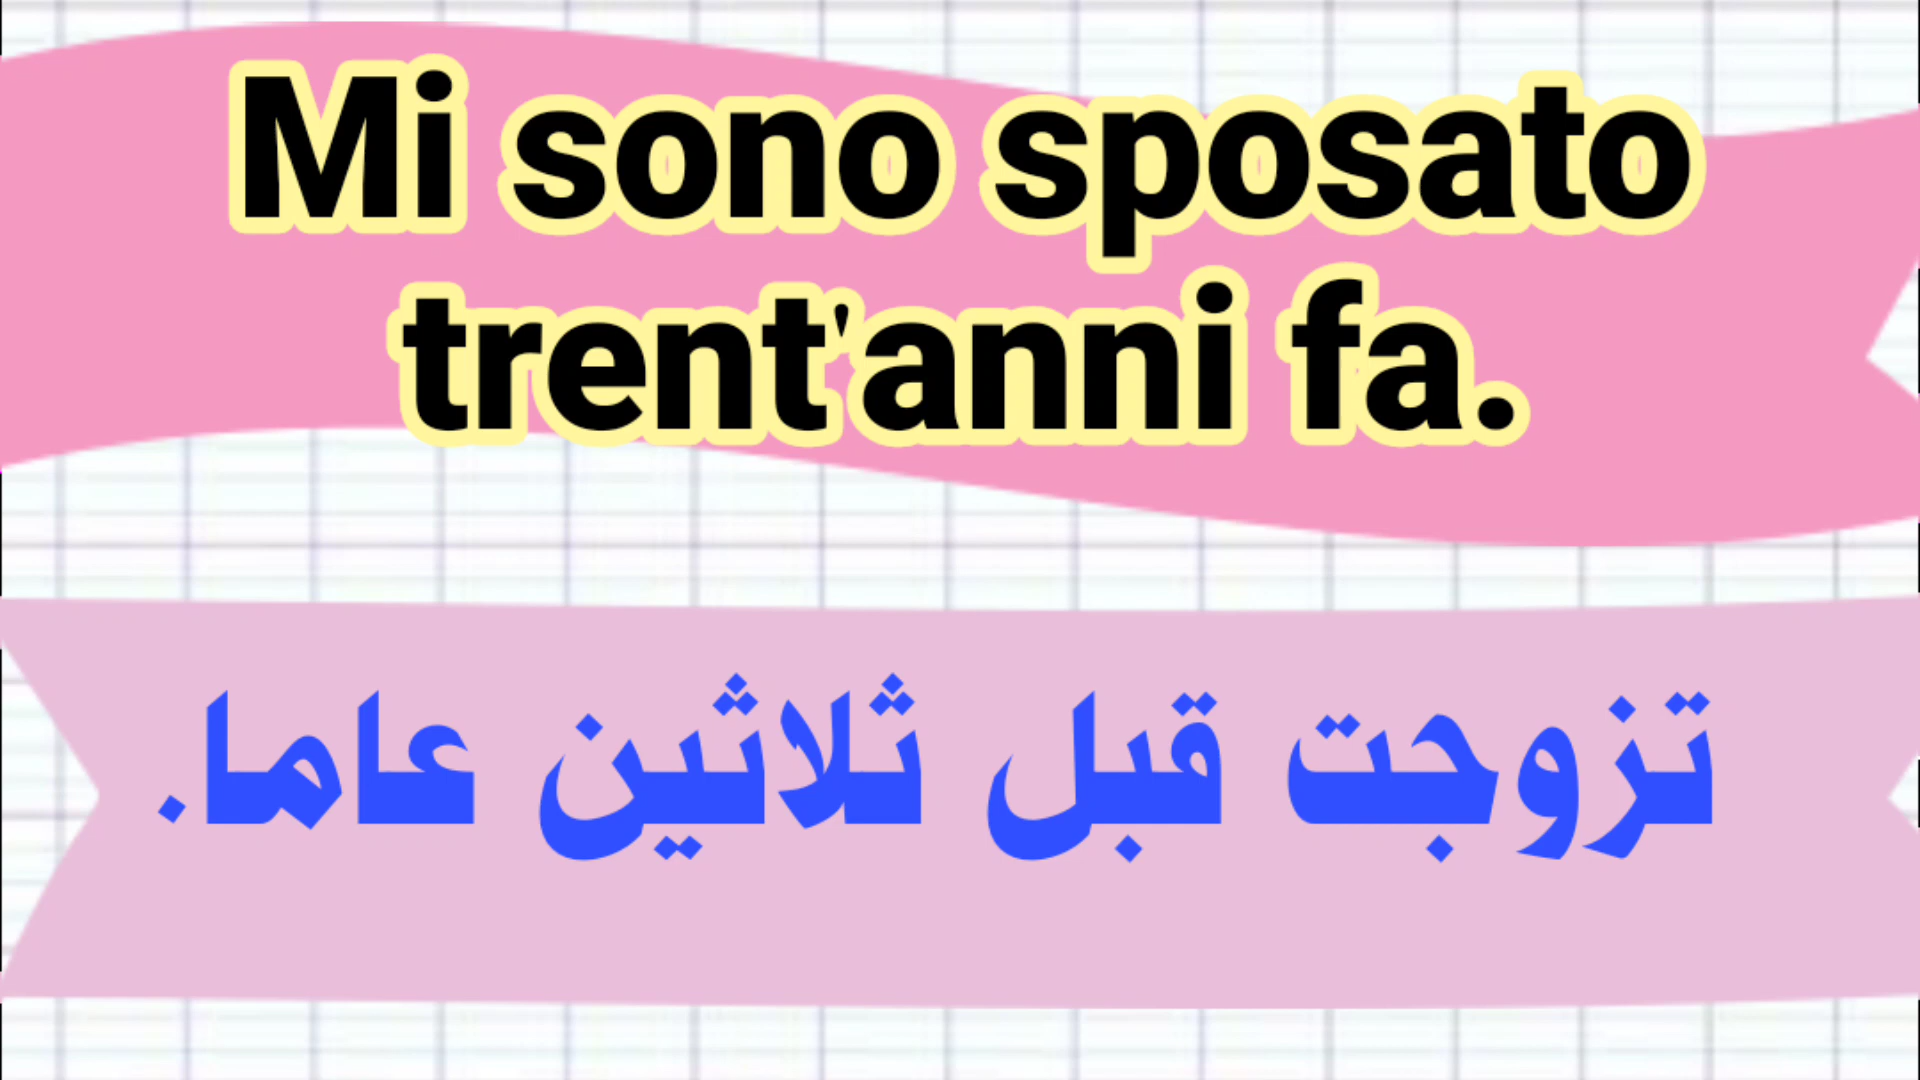 Mi sono sposato
trent'anni fa.
تزوجت قبل ثلاثين عاما.